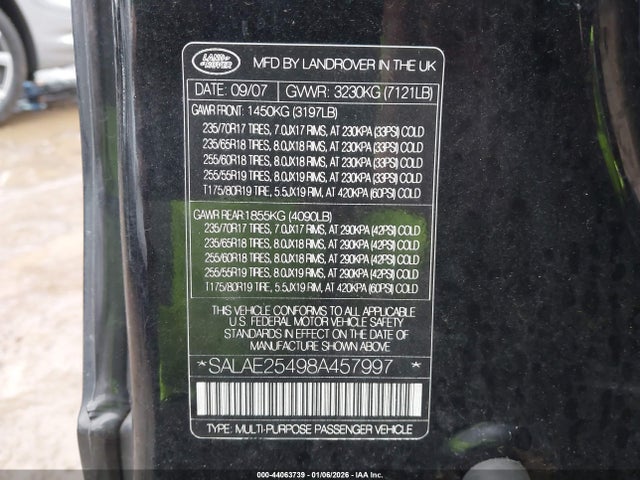 LAND ROVER
MFD BY LANDROVER IN THE UK
DATE: 09/07 GVWR: 3230KG (7121LB)
GAWR FRONT: 1450KG (3197LB)
235/70R17 TIRES, 7.0JX17 RIMS, AT 230KPA (33PSI) COLD
235/65R18 TIRES, 8.0JX18 RIMS, AT 230KPA (33PSI) COLD
255/60R18 TIRES, 8.0JX18 RIMS, AT 230KPA (33PSI) COLD
255/55R19 TIRES, 8.0JX19 RIMS, AT 230KPA (33PSI) COLD
T175/80R19 TIRE, 5.5JX19 RIM, AT 420KPA (60PSI) COLD
GAWR REAR: 1855KG (4090LB)
235/70R17 TIRES, 7.0JX17 RIMS, AT 290KPA (42PSI) COLD
235/65R18 TIRES, 8.0JX18 RIMS, AT 290KPA (42PSI) COLD
255/60R18 TIRES, 8.0JX18 RIMS, AT 290KPA (42PSI) COLD
255/55R19 TIRES, 8.0JX19 RIMS, AT 290KPA (42PSI) COLD
T175/80R19 TIRE, 5.5JX19 RIM, AT 420KPA (60PSI) COLD
THIS VEHICLE CONFORMS TO ALL APPLICABLE
U.S. FEDERAL MOTOR VEHICLE SAFETY
STANDARDS IN EFFECT ON THE DATE OF
MANUFACTURE SHOWN ABOVE.
*SALAE25498A457997 *
TYPE: MULTI-PURPOSE PASSENGER VEHICLE
000-44063739 - 01/06/2026 - IAA Inc.